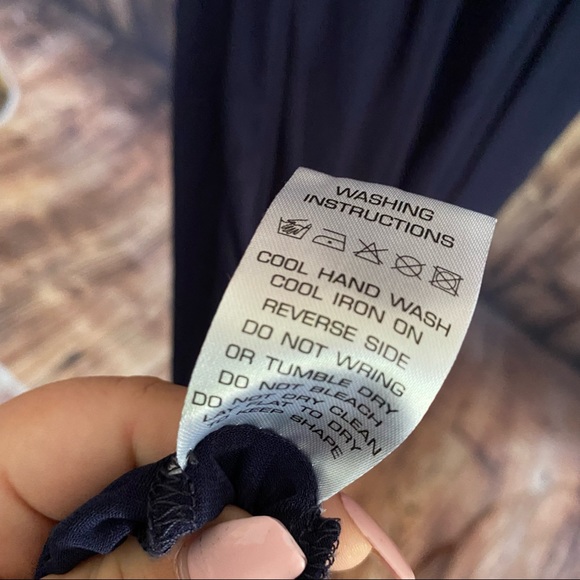 WASHING
INSTRUCTIONS
COOL HAND WASH
COOL IRON ON
REVERSE SIDE
DO NOT WRING
OR TUMBLE DRY
DO NOT BLEACH
DO NOT DRY CLEAN
LAY FLAT TO DRY
TO KEEP SHAPE